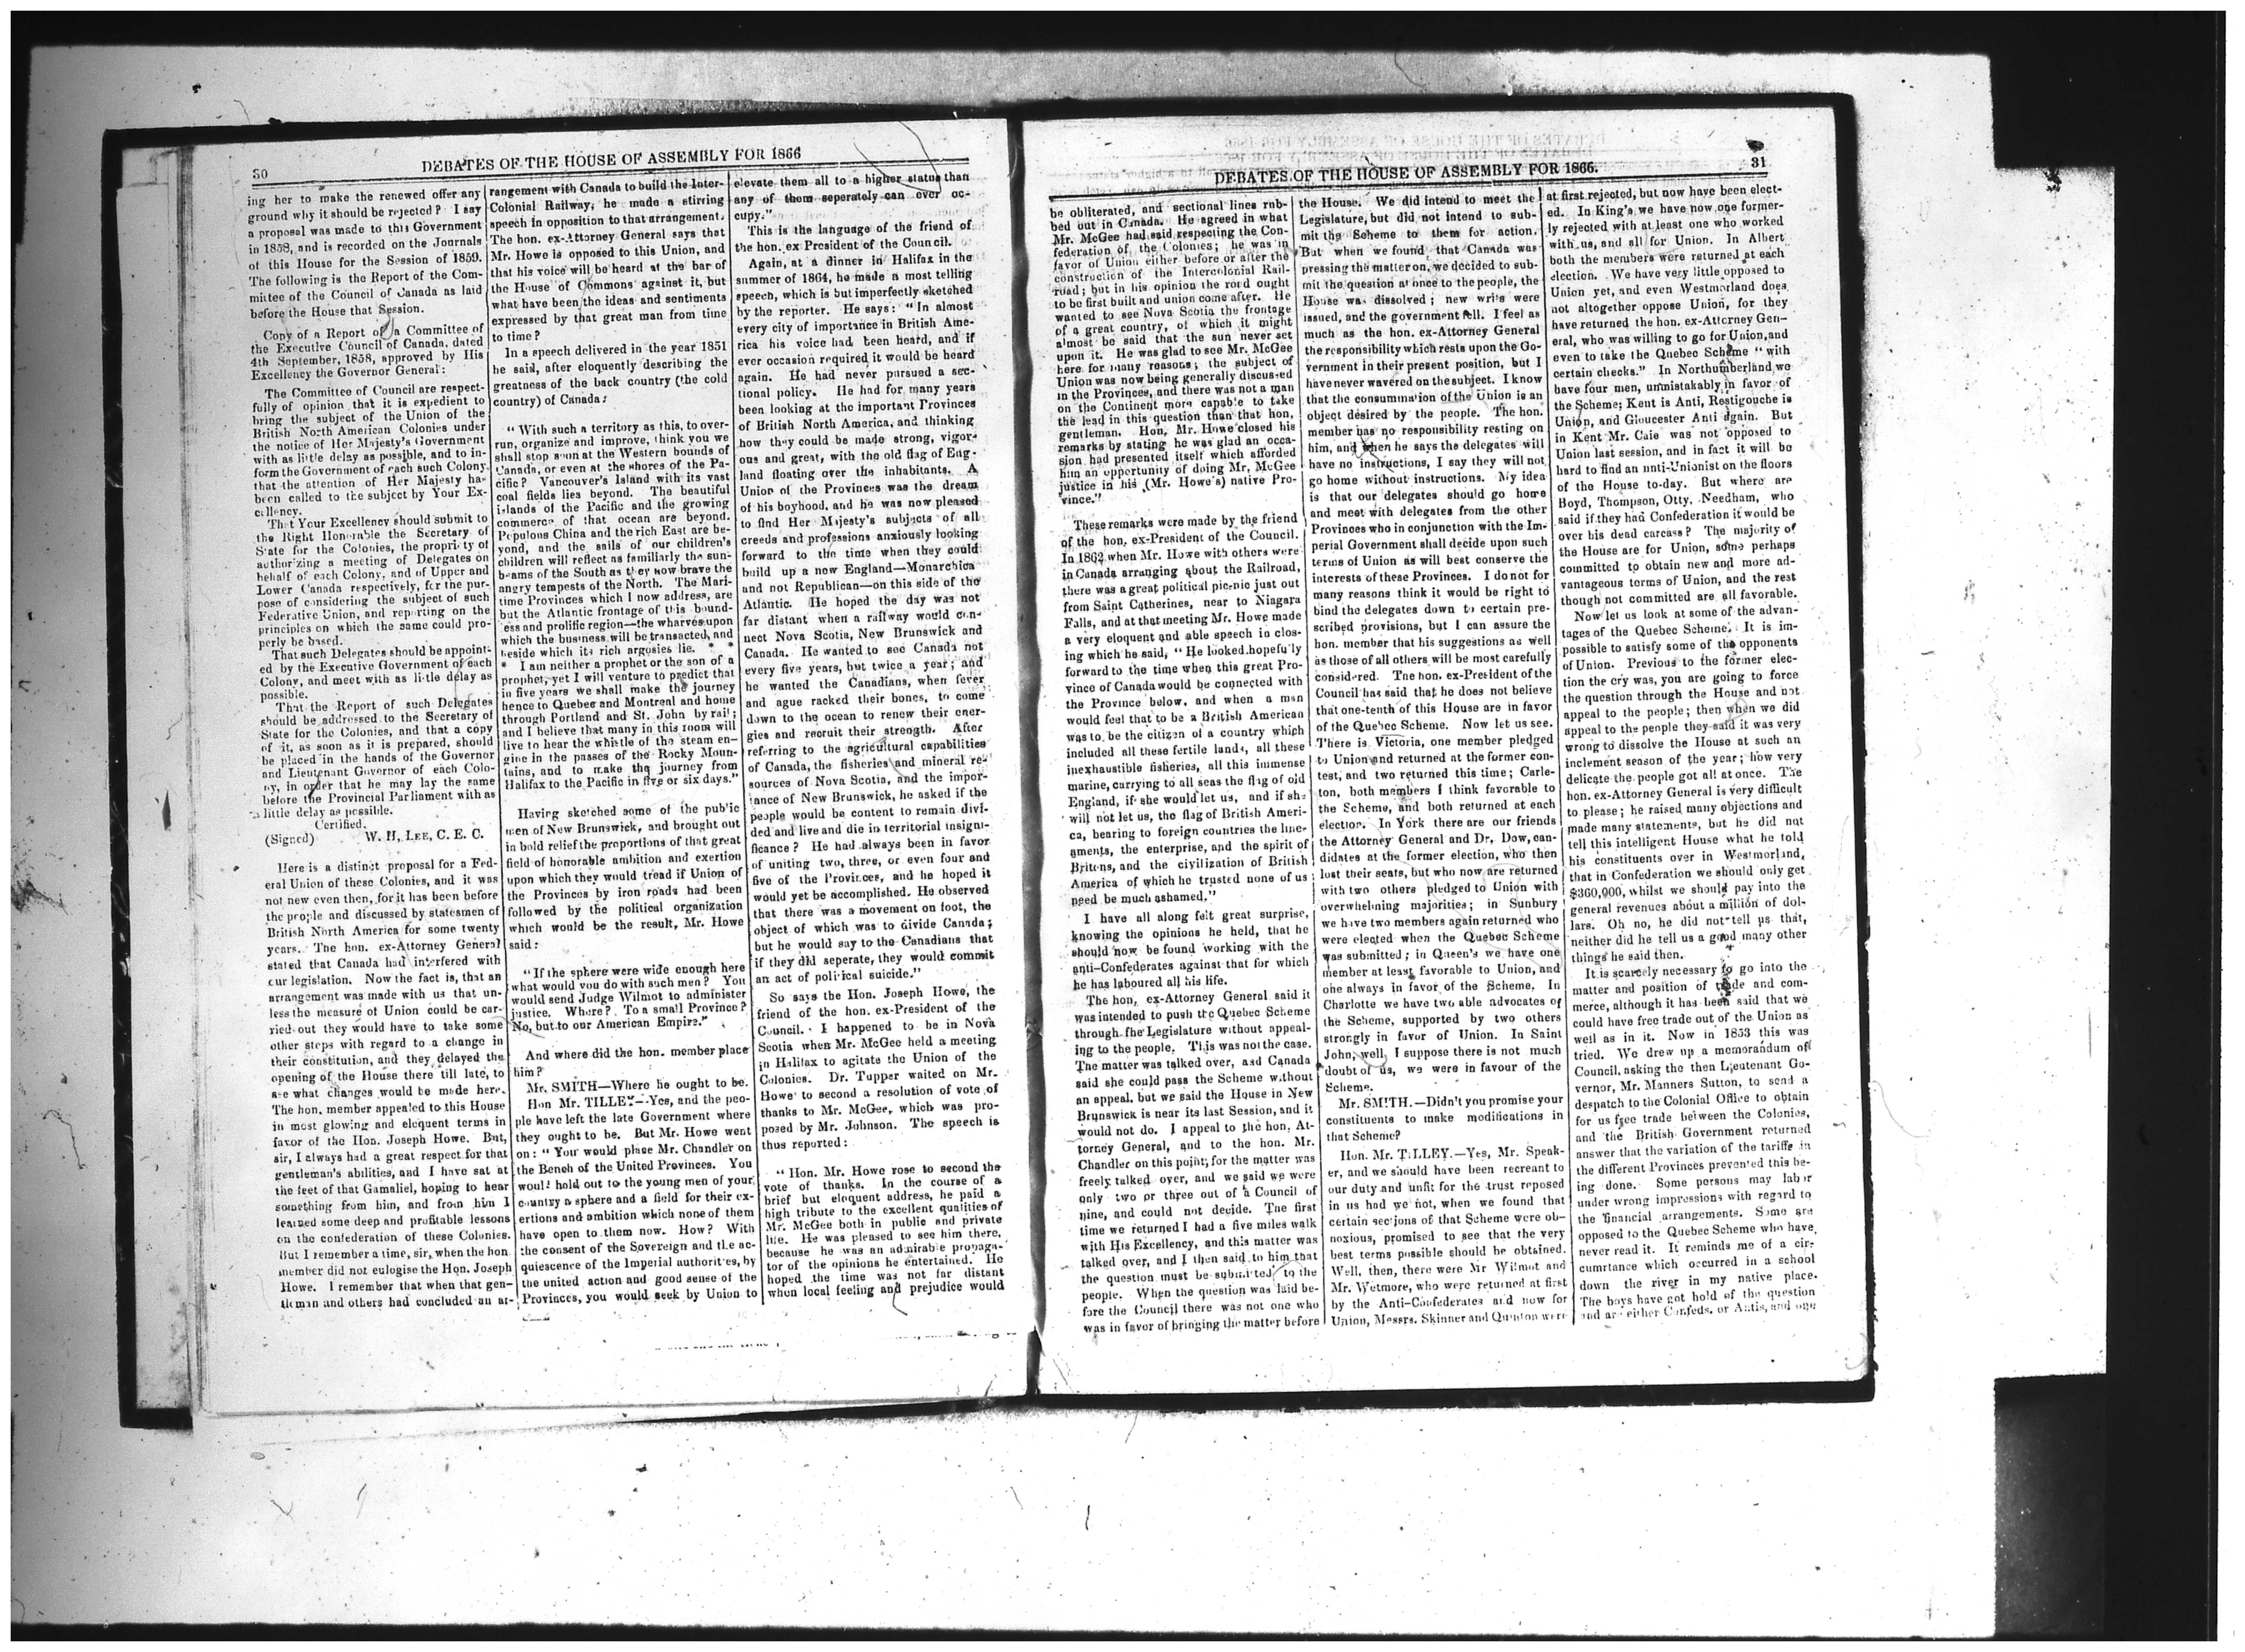 30
DEBATES OF THE HOUSE OF ASSEMBLY FOR 1866
ing her to make the renewed offer any
ground why it should be rejected? I say
a proposal was made to this Government
in 1858, and is recorded on the Journals
of this House for the Session of 1859.
The following is the Report of the Com-
mittee of the Council of Canada as laid
before the House that Session.
Copy of a Report of a Committee of
the Executive Council of Canada, dated
4th September, 1858, approved by His
Excellency the Governor General:
The Committee of Council are respect-
fully of opinion that it is expedient to
bring the subject of the Union of the
British North American Colonies under
the notice of Her Majesty's Government
with as little delay as possible, and to in-
form the Government of each such Colony
that the attention of Her Majesty has
been called to the subject by Your Ex-
cellency.
That Your Excellency should submit to
the Right Honorable the Secretary of
State for the Colonies, the propriety of
authorizing a meeting of Delegates on
behalf of each Colony, and of Upper and
Lower Canada respectively, for the pur-
pose of considering the subject of such
Federative Union, and reporting on the
principles on which the same could pro-
perly be based.
That such Delegates should be appoint-
ed by the Executive Government of each
Colony, and meet with as little delay as
possible.
That the Report of such Delegates
should be addressed to the Secretary of
State for the Colonies, and that a copy
of it, as soon as it is prepared, should
be placed in the hands of the Governor
and Lieutenant Governor of each Colo-
ny, in order that he may lay the same
before the Provincial Parliament with as
little delay as possible.
Certified,
(Signed) W. H, LEE, C. E. C.
Here is a distinct proposal for a Fed-
eral Union of these Colonies, and it was
not new even then, for it has been before
the people and discussed by statesmen of
British North America for some twenty
years. The hon. ex-Attorney General
stated that Canada had interfered with
our legislation. Now the fact is, that an
arrangement was made with us that un-
less the measure of Union could be car-
ried out they would have to take some
other steps with regard to a change in
their constitution, and they delayed the
opening of the House there till late, to
see what changes would be made here.
The hon. member appealed to this House
in most glowing and eloquent terms in
favor of the Hon. Joseph Howe. But,
sir, I always had a great respect for that
gentleman's abilities, and I have sat at
the feet of that Gamaliel, hoping to hear
something from him, and from him I
learned some deep and profitable lessons
on the confederation of these Colonies.
But I remember a time, sir, when the hon.
member did not eulogise the Hon. Joseph
Howe. I remember that when that gen-
tleman and others had concluded an ar-
rangement with Canada to build the Inter-
Colonial Railway, he made a stirring
speech in opposition to that arrangement.
The hon. ex-Attorney General says that
Mr. Howe is opposed to this Union, and
that his voice will be heard at the bar of
the House of Commons against it, but
what have been the ideas and sentiments
expressed by that great man from time
to time?
In a speech delivered in the year 1851
he said, after eloquently describing the
greatness of the back country (the cold
country) of Canada:
"With such a territory as this, to over-
run, organize and improve, think you we
shall stop soon at the Western bounds of
Canada, or even at the shores of the Pa-
cific? Vancouver's Island with its vast
coal fields lies beyond. The beautiful
islands of the Pacific and the growing
commerce of that ocean are beyond.
Populous China and the rich East are be-
yond, and the sails of our children's
children will reflect as familiarly the sun-
beams of the South as they now brave the
angry tempests of the North. The Mari-
time Provinces which I now address, are
but the Atlantic frontage of this bound-
less and prolific region—the wharves upon
which the business will be transacted, and
beside which its rich argosies lie. * *
* I am neither a prophet or the son of a
prophet, yet I will venture to predict that
in five years we shall make the journey
hence to Quebec and Montreal and home
through Portland and St. John by rail;
and I believe that many in this room will
live to hear the whistle of the steam en-
gine in the passes of the Rocky Moun-
tains, and to make the journey from
Halifax to the Pacific in five or six days."
Having sketched some of the public
men of New Brunswick, and brought out
in bold relief the proportions of that great
field of honorable ambition and exertion
upon which they would tread if Union of
the Provinces by iron roads had been
followed by the political organization
which would be the result, Mr. Howe
said:
"If the sphere were wide enough here
what would you do with such men? You
would send Judge Wilmot to administer
justice. Where? To a small Province?
No, but to our American Empire."
And where did the hon. member place
him?
Mr. SMITH—Where he ought to be.
Hon Mr. TILLEY—Yes, and the peo-
ple have left the late Government where
they ought to be. But Mr. Howe went
on: "You would place Mr. Chandler on
the Bench of the United Provinces. You
would hold out to the young men of your
country a sphere and a field for their ex-
ertions and ambition which none of them
have open to them now. How? With
the consent of the Sovereign and the ac-
quiescence of the Imperial authorities, by
the united action and good sense of the
Provinces, you would seek by Union to
elevate them all to a higher status than
any of them seperately can ever oc-
cupy."
This is the language of the friend of
the hon. ex President of the Council.
Again, at a dinner in Halifax in the
summer of 1864, he made a most telling
speech, which is but imperfectly sketched
by the reporter. He says: "In almost
every city of importance in British Ame-
rica his voice had been heard, and if
ever occasion required it would be heard
again. He had never pursued a sec-
tional policy. He had for many years
been looking at the important Provinces
of British North America, and thinking
how they could be made strong, vigor-
ous and great, with the old flag of Eng-
land floating over the inhabitants. A
Union of the Provinces was the dream
of his boyhood, and he was now pleased
to find Her Majesty's subjects of all
creeds and professions anxiously looking
forward to the time when they could
build up a new England—Monarchica
and not Republican—on this side of the
Atlantic. He hoped the day was not
far distant when a railway would con-
nect Nova Scotia, New Brunswick and
Canada. He wanted to see Canada not
every five years, but twice a year; and
he wanted the Canadians, when fever
and ague racked their bones, to come
down to the ocean to renew their ener-
gies and recruit their strength. After
referring to the agricultural capabilities
of Canada, the fisheries and mineral re-
sources of Nova Scotia, and the impor-
tance of New Brunswick, he asked if the
people would be content to remain divi-
ded and live and die in territorial insigni-
ficance? He had always been in favor
of uniting two, three, or even four and
five of the Provinces, and he hoped it
would yet be accomplished. He observed
that there was a movement on foot, the
object of which was to divide Canada;
but he would say to the Canadians that
if they did seperate, they would commit
an act of political suicide."
So says the Hon. Joseph Howe, the
friend of the hon. ex-President of the
Council. I happened to be in Nova
Scotia when Mr. McGee held a meeting
in Halifax to agitate the Union of the
Colonies. Dr. Tupper waited on Mr.
Howe to second a resolution of vote of
thanks to Mr. McGee, which was pro-
posed by Mr. Johnson. The speech is
thus reported:
"Hon. Mr. Howe rose to second the
vote of thanks. In the course of a
brief but eloquent address, he paid a
high tribute to the excellent qualities of
Mr. McGee both in public and private
life. He was pleased to see him there,
because he was an admirable propaga-
tor of the opinions he entertained. He
hoped the time was not far distant
when local feeling and prejudice would
31
DEBATES OF THE HOUSE OF ASSEMBLY FOR 1866.
be obliterated, and sectional lines rub-
bed out in Canada. He agreed in what
Mr. McGee had said respecting the Con-
federation of the Colonies; he was in
favor of Union either before or after the
construction of the Intercolonial Rail-
road; but in his opinion the road ought
to be first built and union come after. He
wanted to see Nova Scotia the frontage
of a great country, of which it might
almost be said that the sun never set
upon it. He was glad to see Mr. McGee
here for many reasons; the subject of
Union was now being generally discussed
in the Provinces, and there was not a man
on the Continent more capable to take
the lead in this question than that hon.
gentleman. Hon. Mr. Howe closed his
remarks by stating he was glad an occa-
sion had presented itself which afforded
him an opportunity of doing Mr. McGee
justice in his (Mr. Howe's) native Pro-
vince."
These remarks were made by the friend
of the hon. ex-President of the Council.
In 1862 when Mr. Howe with others were
in Canada arranging about the Railroad,
there was a great political pic-nic just out
from Saint Catherines, near to Niagara
Falls, and at that meeting Mr. Howe made
a very eloquent and able speech in clos-
ing which he said, "He looked hopefully
forward to the time when this great Pro-
vince of Canada would be connected with
the Province below, and when a man
would feel that to be a British American
was to be the citizen of a country which
included all these fertile lands, all these
inexhaustible fisheries, all this immense
marine, carrying to all seas the flag of old
England, if she would let us, and if she
will not let us, the flag of British Ameri-
ca, bearing to foreign countries the line-
aments, the enterprise, and the spirit of
Britons, and the civilization of British
America of which he trusted none of us
need be much ashamed."
I have all along felt great surprise,
knowing the opinions he held, that he
should now be found working with the
anti-Confederates against that for which
he has laboured all his life.
The hon. ex-Attorney General said it
was intended to push the Quebec Scheme
through the Legislature without appeal-
ing to the people. This was not the case.
The matter was talked over, and Canada
said she could pass the Scheme without
an appeal, but we said the House in New
Brunswick is near its last Session, and it
would not do. I appeal to the hon. At-
torney General, and to the hon. Mr.
Chandler on this point; for the matter was
freely talked over, and we said we were
only two or three out of a Council of
nine, and could not decide. The first
time we returned I had a five miles walk
with His Excellency, and this matter was
talked over, and I then said to him that
the question must be submitted to the
people. When the question was laid be-
fore the Council there was not one who
was in favor of bringing the matter before
the House. We did intend to meet the
Legislature, but did not intend to sub-
mit the Scheme to them for action.
But when we found that Canada was
pressing the matter on, we decided to sub-
mit the question at once to the people, the
House was dissolved; new writs were
issued, and the government fell. I feel as
much as the hon. ex-Attorney General
the responsibility which rests upon the Go-
vernment in their present position, but I
have never wavered on the subject. I know
that the consummation of the Union is an
object desired by the people. The hon.
member has no responsibility resting on
him, and when he says the delegates will
have no instructions, I say they will not
go home without instructions. My idea
is that our delegates should go home
and meet with delegates from the other
Provinces who in conjunction with the Im-
perial Government shall decide upon such
terms of Union as will best conserve the
interests of these Provinces. I do not for
many reasons think it would be right to
bind the delegates down to certain pre-
scribed provisions, but I can assure the
hon. member that his suggestions as well
as those of all others will be most carefully
considered. The hon. ex-President of the
Council has said that he does not believe
that one-tenth of this House are in favor
of the Quebec Scheme. Now let us see.
There is Victoria, one member pledged
to Union and returned at the former con-
test, and two returned this time; Carle-
ton, both members I think favorable to
the Scheme, and both returned at each
election. In York there are our friends
the Attorney General and Dr. Dow, can-
didates at the former election, who then
lost their seats, but who now are returned
with two others pledged to Union with
overwhelming majorities; in Sunbury
we have two members again returned who
were elected when the Quebec Scheme
was submitted; in Queen's we have one
member at least favorable to Union, and
one always in favor of the Scheme. In
Charlotte we have two able advocates of
the Scheme, supported by two others
strongly in favor of Union. In Saint
John, well, I suppose there is not much
doubt of us, we were in favour of the
Scheme.
Mr. SMITH.—Didn't you promise your
constituents to make modifications in
that Scheme?
Hon. Mr. TILLEY.—Yes, Mr. Speak-
er, and we should have been recreant to
our duty and unfit for the trust reposed
in us had we not, when we found that
certain sections of that Scheme were ob-
noxious, promised to see that the very
best terms possible should be obtained.
Well, then, there were Mr Wilmot and
Mr. Wetmore, who were returned at first
by the Anti-Confederates and now for
Union, Messrs. Skinner and Quinton were
at first rejected, but now have been elect-
ed. In King's we have now one former-
ly rejected with at least one who worked
with us, and all for Union. In Albert
both the members were returned at each
election. We have very little opposed to
Union yet, and even Westmorland does
not altogether oppose Union, for they
have returned the hon. ex-Attorney Gen-
eral, who was willing to go for Union, and
even to take the Quebec Scheme "with
certain checks." In Northumberland we
have four men, unmistakably in favor of
the Scheme; Kent is Anti, Restigouche is
Union, and Gloucester Anti again. But
in Kent Mr. Caie was not opposed to
Union last session, and in fact it will be
hard to find an anti-Unionist on the floors
of the House to-day. But where are
Boyd, Thompson, Otty, Needham, who
said if they had Confederation it would be
over his dead carcass? The majority of
the House are for Union, some perhaps
committed to obtain new and more ad-
vantageous terms of Union, and the rest
though not committed are all favorable.
Now let us look at some of the advan-
tages of the Quebec Scheme. It is im-
possible to satisfy some of the opponents
of Union. Previous to the former elec-
tion the cry was, you are going to force
the question through the House and not
appeal to the people; then when we did
appeal to the people they said it was very
wrong to dissolve the House at such an
inclement season of the year; how very
delicate the people got all at once. The
hon. ex-Attorney General is very difficult
to please; he raised many objections and
made many statements, but he did not
tell this intelligent House what he told
his constituents over in Westmorland,
that in Confederation we should only get
$360,000, whilst we should pay into the
general revenues about a million of dol-
lars. Oh no, he did not tell us that,
neither did he tell us a good many other
things he said then.
It is scarcely necessary to go into the
matter and position of trade and com-
merce, although it has been said that we
could have free trade out of the Union as
well as in it. Now in 1853 this was
tried. We drew up a memorandum of
Council, asking the then Lieutenant Go-
vernor, Mr. Manners Sutton, to send a
despatch to the Colonial Office to obtain
for us free trade between the Colonies,
and the British Government returned
answer that the variation of the tariffs in
the different Provinces prevented this be-
ing done. Some persons may labor
under wrong impressions with regard to
the financial arrangements. Some are
opposed to the Quebec Scheme who have
never read it. It reminds me of a cir-
cumrtance which occurred in a school
down the river in my native place.
The boys have got hold of the question
and are either Confeds. or Antis, and one